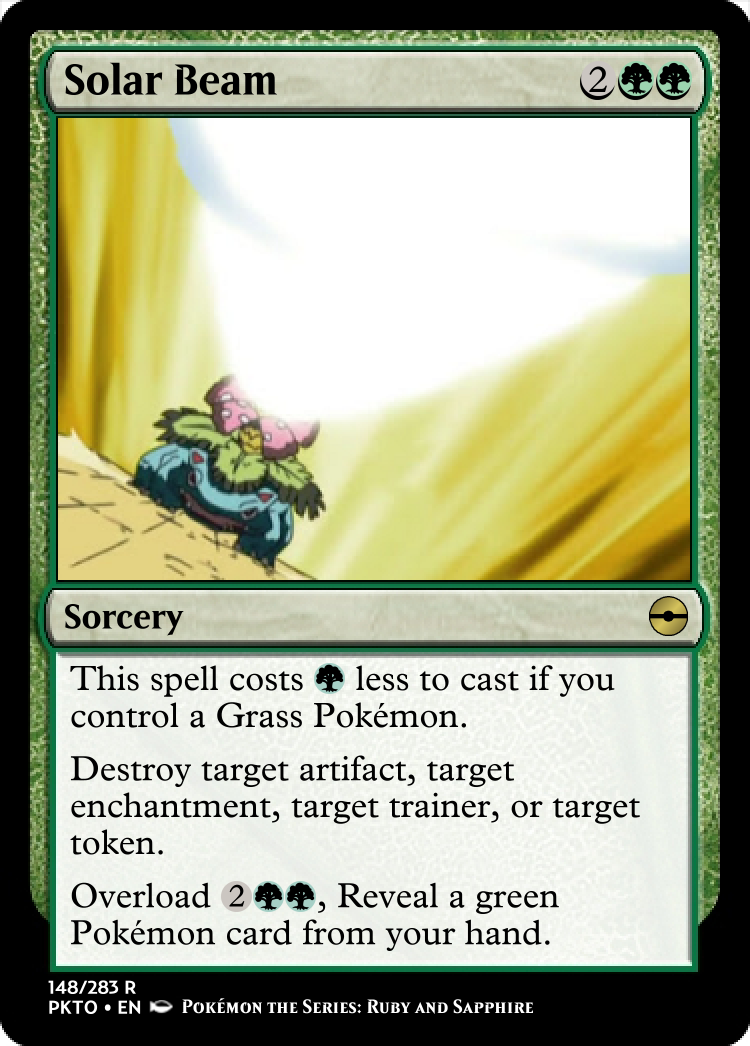 Solar Beam 2
Sorcery
This spell costs less to cast if you
control a Grass Pokémon.
Destroy target artifact, target
enchantment, target trainer, or target
token.
Overload 2, Reveal a green
Pokémon card from your hand.
148/283 R
PKTO • EN Pokémon the Series: Ruby and Sapphire